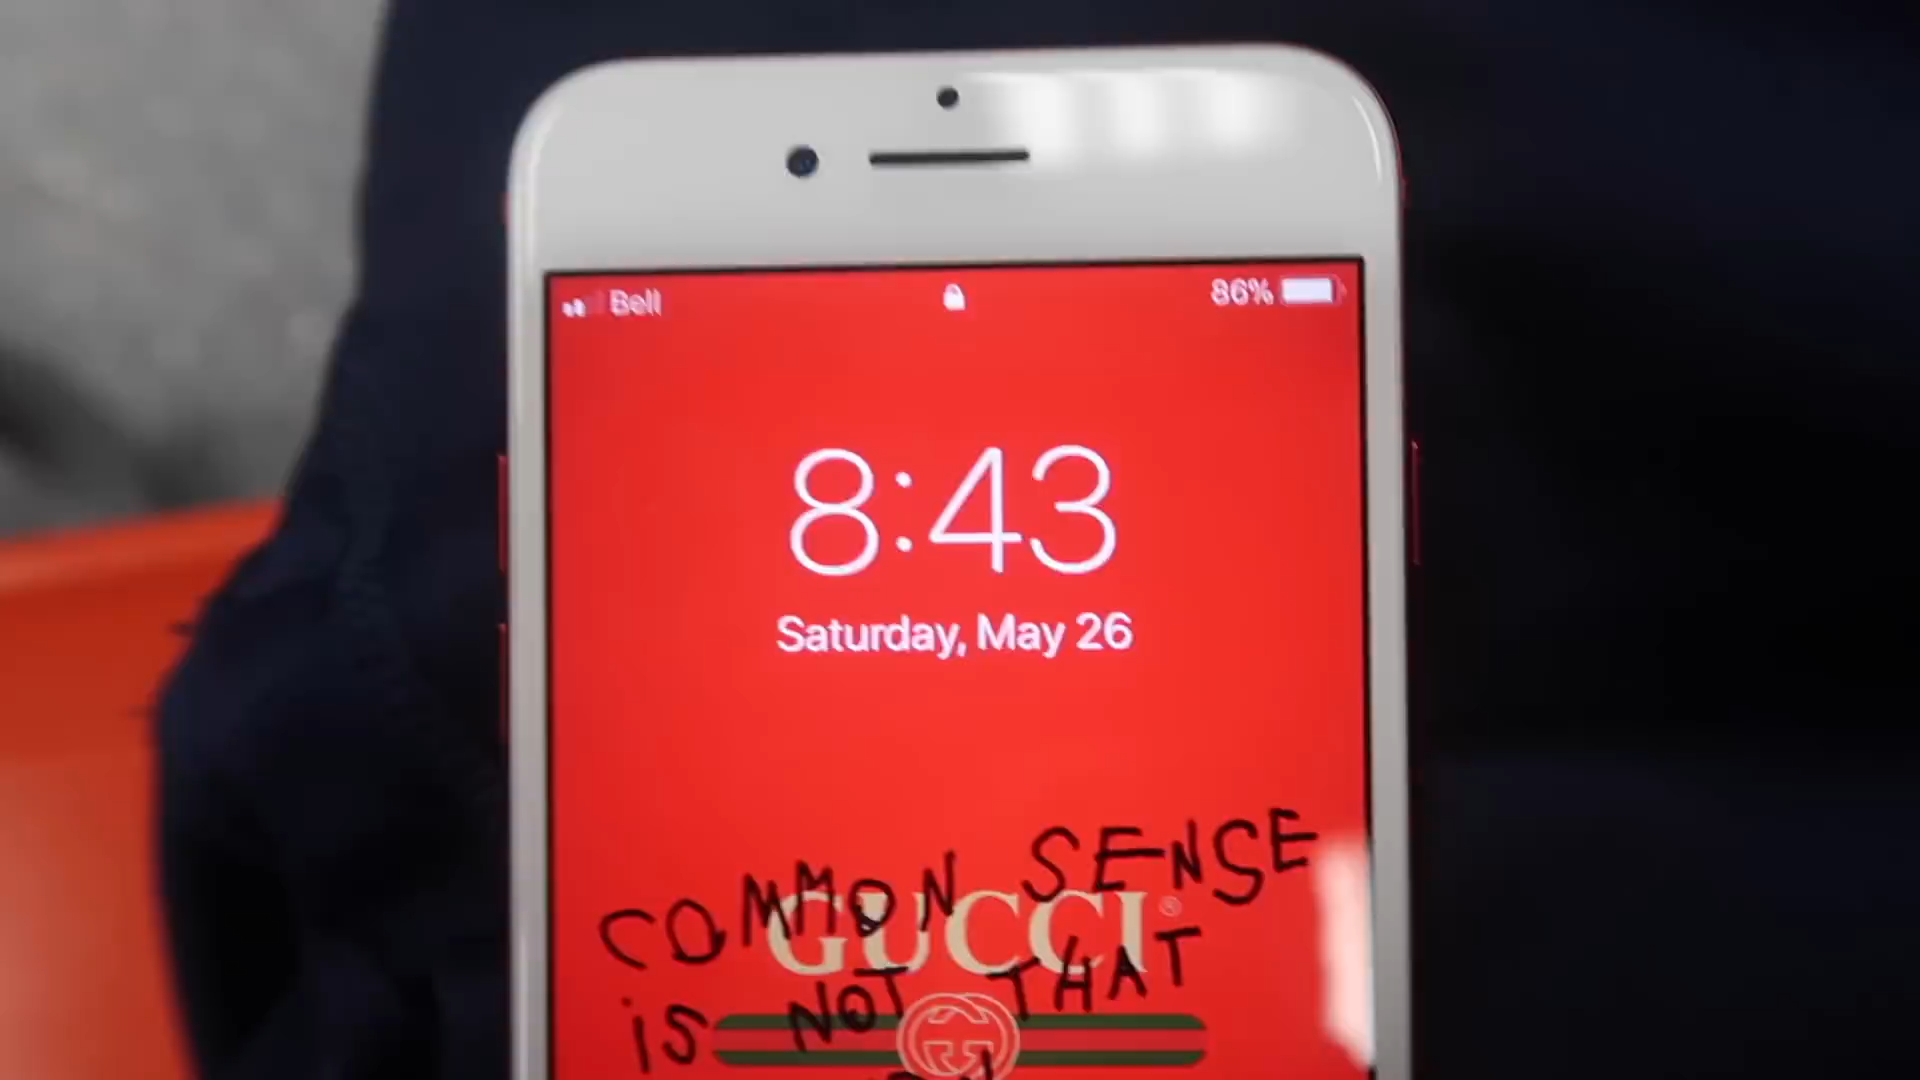 Bell 86%
8:43
Saturday, May 26
COMMON SENSE
GUCCI®
iS NOT THAT